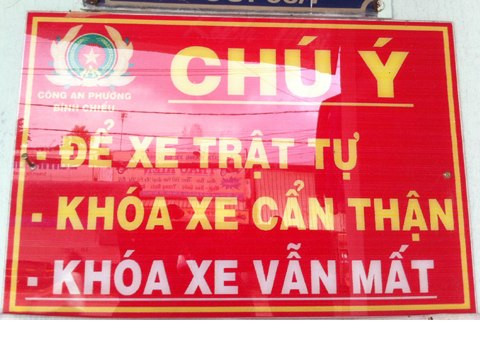 CHÚ Ý
CÔNG AN PHƯỜNG
BÌNH CHIỂU
- ĐỂ XE TRẬT TỰ
- KHÓA XE CẨN THẬN
- KHÓA XE VẪN MẤT